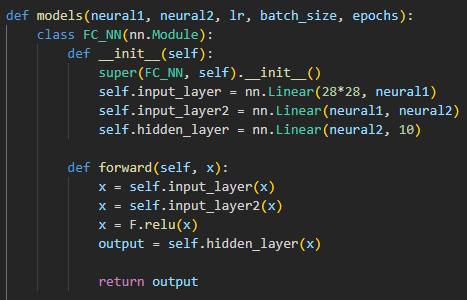 def models(neural1, neural2, lr, batch_size, epochs):
    class FC_NN(nn.Module):
        def __init__(self):
            super(FC_NN, self).__init__()
            self.input_layer = nn.Linear(28*28, neural1)
            self.input_layer2 = nn.Linear(neural1, neural2)
            self.hidden_layer = nn.Linear(neural2, 10)

        def forward(self, x):
            x = self.input_layer(x)
            x = self.input_layer2(x)
            x = F.relu(x)
            output = self.hidden_layer(x)

            return output